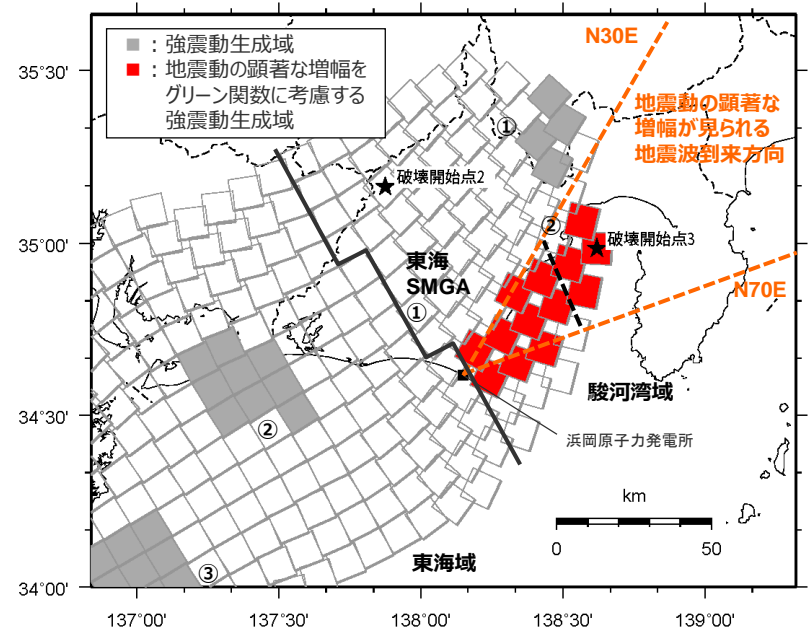 ■：強震動生成域
■：地震動の顕著な増幅を
グリーン関数に考慮する
強震動生成域
N30E
地震動の顕著な
増幅が見られる
地震波到来方向
①
破壊開始点2
②
破壊開始点3
東海
SMGA
①
N70E
駿河湾域
②
浜岡原子力発電所
km
0
50
東海域
③
35°30'
35°00'
34°30'
34°00'
137°00'
137°30'
138°00'
138°30'
139°00'